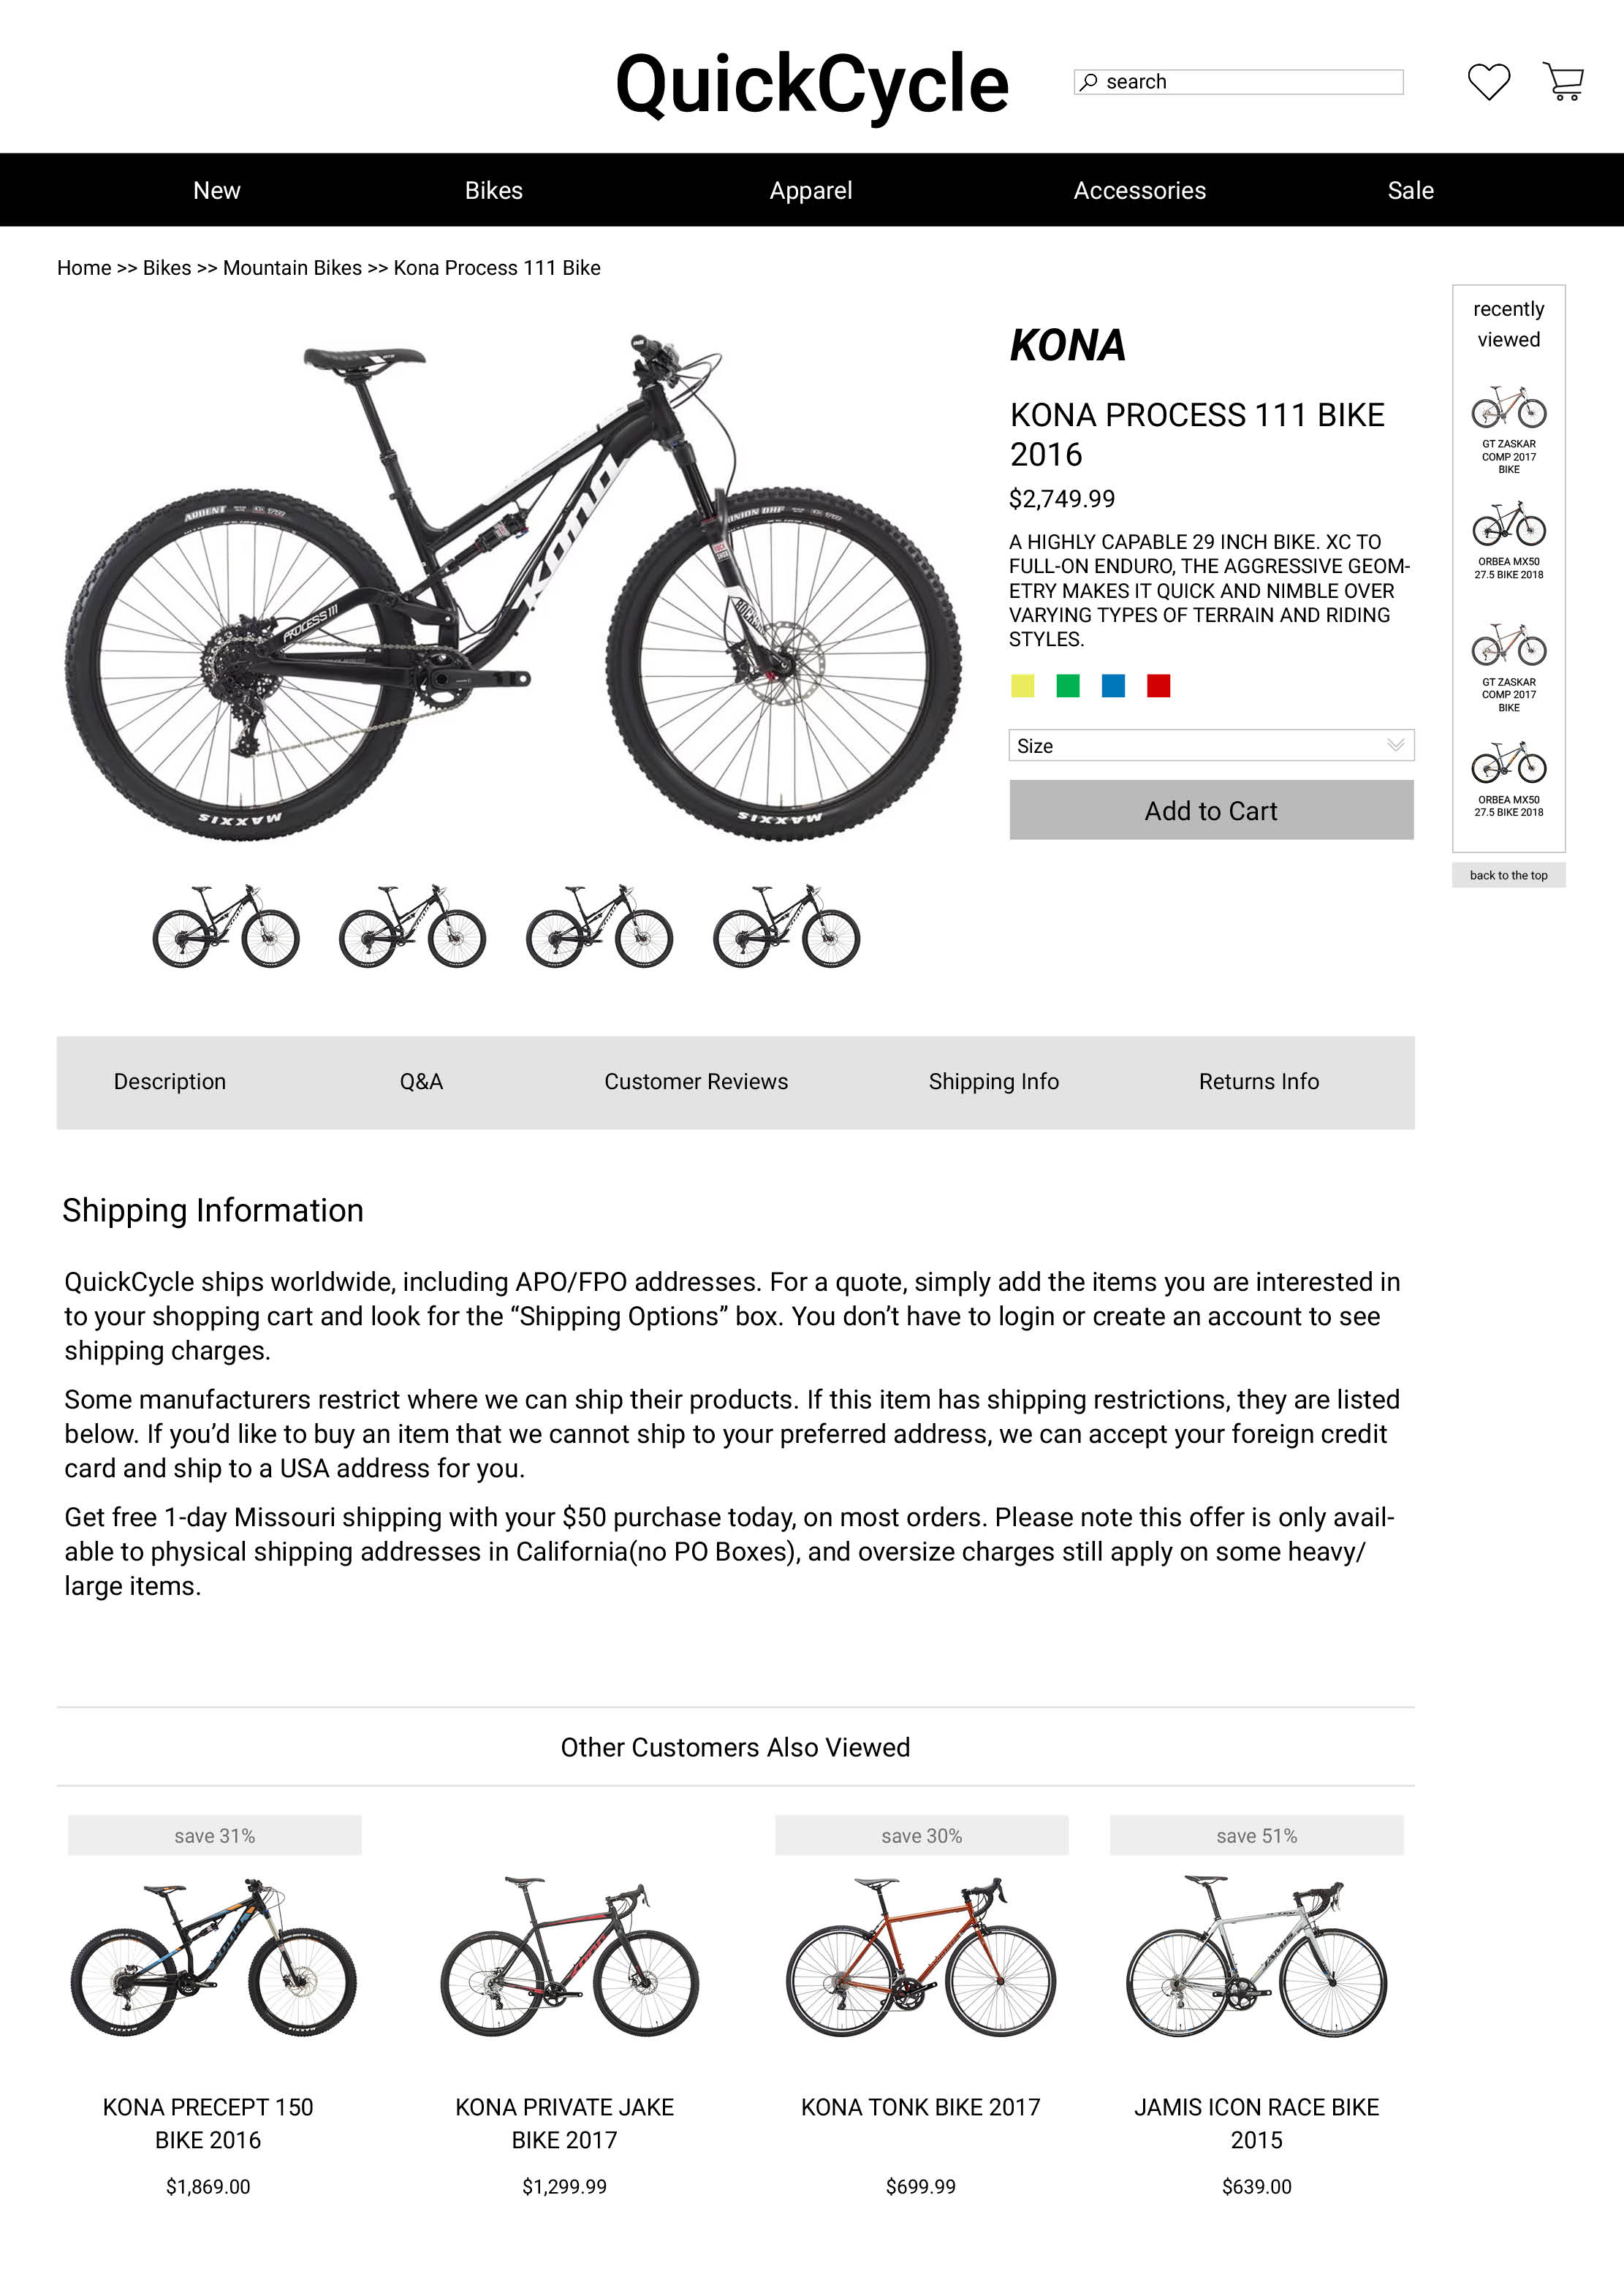 QuickCycle
search
New
Bikes
Apparel
Accessories
Sale
Home >> Bikes >> Mountain Bikes >> Kona Process 111 Bike
KONA
KONA PROCESS 111 BIKE
2016
$2,749.99
A HIGHLY CAPABLE 29 INCH BIKE. XC TO
FULL-ON ENDURO, THE AGGRESSIVE GEOM-
ETRY MAKES IT QUICK AND NIMBLE OVER
VARYING TYPES OF TERRAIN AND RIDING
STYLES.
Size
Add to Cart
recently
viewed
GT ZASKAR
COMP 2017
BIKE
ORBEA MX50
27.5 BIKE 2018
GT ZASKAR
COMP 2017
BIKE
ORBEA MX50
27.5 BIKE 2018
back to the top
ARDENT
KONA
PROCESS 111
MAXXIS
MAXXIS
Description
Q&A
Customer Reviews
Shipping Info
Returns Info
Shipping Information
QuickCycle ships worldwide, including APO/FPO addresses. For a quote, simply add the items you are interested in
to your shopping cart and look for the “Shipping Options” box. You don’t have to login or create an account to see
shipping charges.
Some manufacturers restrict where we can ship their products. If this item has shipping restrictions, they are listed
below. If you’d like to buy an item that we cannot ship to your preferred address, we can accept your foreign credit
card and ship to a USA address for you.
Get free 1-day Missouri shipping with your $50 purchase today, on most orders. Please note this offer is only avail-
able to physical shipping addresses in California(no PO Boxes), and oversize charges still apply on some heavy/
large items.
Other Customers Also Viewed
save 31%
save 30%
save 51%
KONA PRECEPT 150
BIKE 2016
$1,869.00
KONA PRIVATE JAKE
BIKE 2017
$1,299.99
KONA TONK BIKE 2017
$699.99
JAMIS ICON RACE BIKE
2015
$639.00